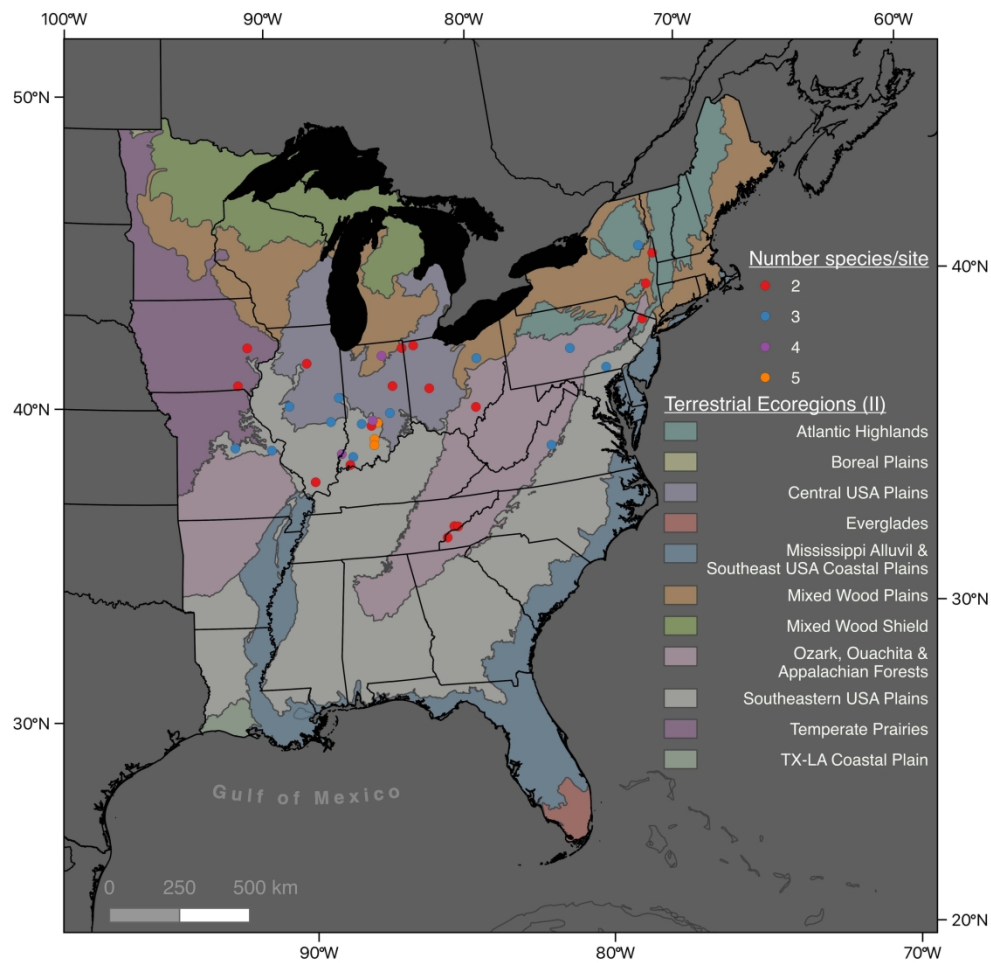 100°W 90°W 80°W 70°W 60°W
50°N
40°N
40°N
30°N
30°N
20°N
Number species/site
2
3
4
5
Terrestrial Ecoregions (II)
Atlantic Highlands
Boreal Plains
Central USA Plains
Everglades
Mississippi Alluvil &
Southeast USA Coastal Plains
Mixed Wood Plains
Mixed Wood Shield
Ozark, Ouachita &
Appalachian Forests
Southeastern USA Plains
Temperate Prairies
TX-LA Coastal Plain
Gulf of Mexico
0 250 500 km
90°W 80°W 70°W